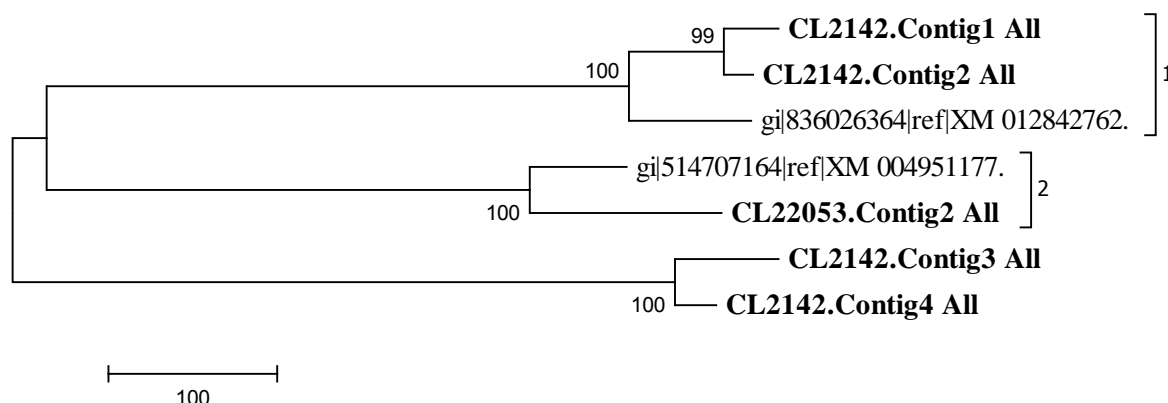 CL2142.Contig1 All
99
CL2142.Contig2 All
100
1
gi|836026364|ref|XM 012842762.
gi|514707164|ref|XM 004951177.
2
100
CL22053.Contig2 All
CL2142.Contig3 All
100
CL2142.Contig4 All
100